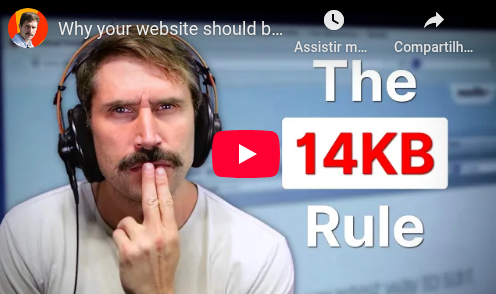 Why your website should b...
Assistir m...
Compartilh...
The
14KB
Rule